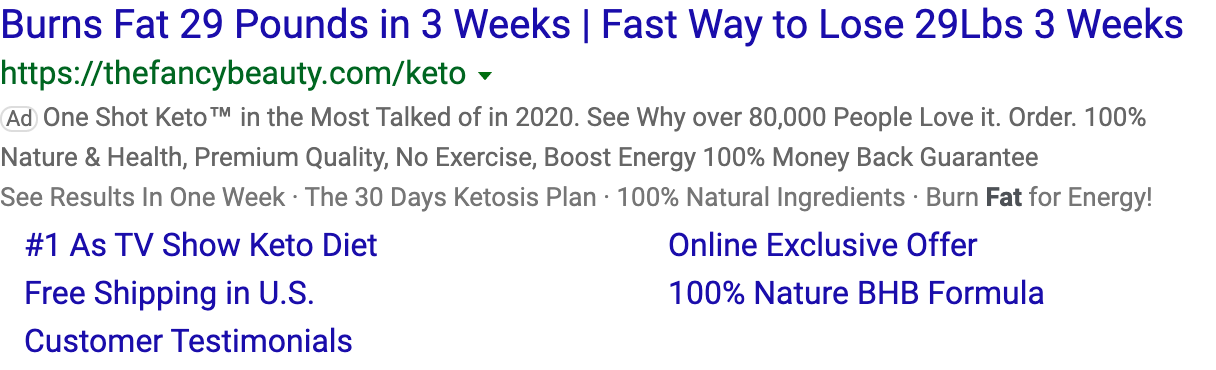 Burns Fat 29 Pounds in 3 Weeks | Fast Way to Lose 29Lbs 3 Weeks
https://thefancybeauty.com/keto
Ad One Shot Keto™ in the Most Talked of in 2020. See Why over 80,000 People Love it. Order. 100%
Nature & Health, Premium Quality, No Exercise, Boost Energy 100% Money Back Guarantee
See Results In One Week · The 30 Days Ketosis Plan · 100% Natural Ingredients · Burn Fat for Energy!
#1 As TV Show Keto Diet
Online Exclusive Offer
Free Shipping in U.S.
100% Nature BHB Formula
Customer Testimonials